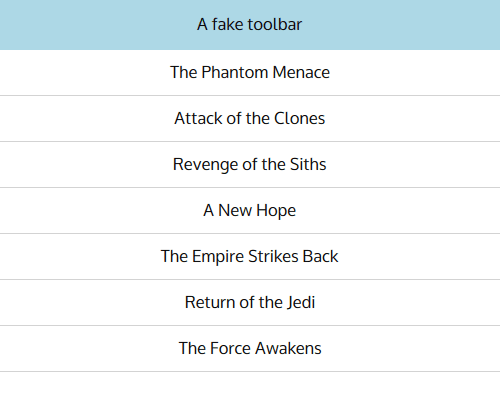 A fake toolbar
The Phantom Menace
Attack of the Clones
Revenge of the Siths
A New Hope
The Empire Strikes Back
Return of the Jedi
The Force Awakens